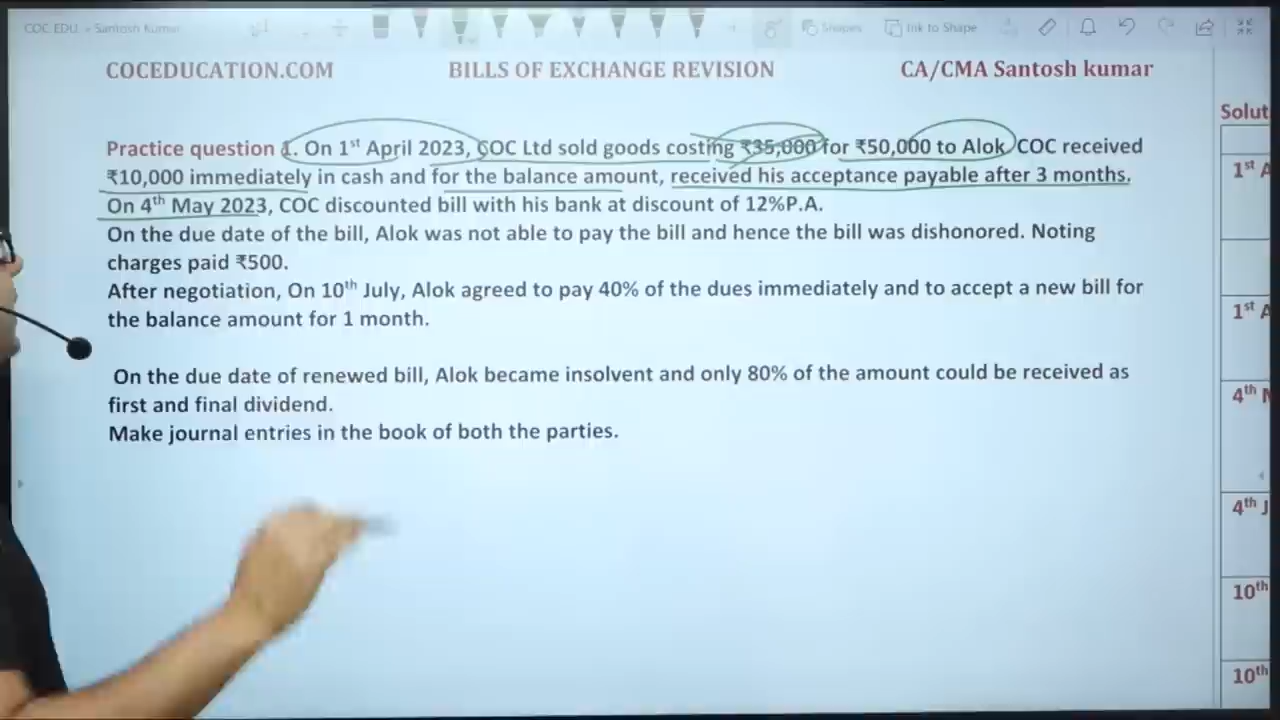 COC EDU - Santosh Kumar
Shapes
Ink to Shape
COCEDUCATION.COM BILLS OF EXCHANGE REVISION CA/CMA Santosh kumar
Practice question 1. On 1st April 2023, COC Ltd sold goods costing ₹35,000 for ₹50,000 to Alok COC received
₹10,000 immediately in cash and for the balance amount, received his acceptance payable after 3 months.
On 4th May 2023, COC discounted bill with his bank at discount of 12%P.A.
On the due date of the bill, Alok was not able to pay the bill and hence the bill was dishonored. Noting
charges paid ₹500.
After negotiation, On 10th July, Alok agreed to pay 40% of the dues immediately and to accept a new bill for
the balance amount for 1 month.
On the due date of renewed bill, Alok became insolvent and only 80% of the amount could be received as
first and final dividend.
Make journal entries in the book of both the parties.
Solut
1st A
1st A
4th M
4th J
10th
10th